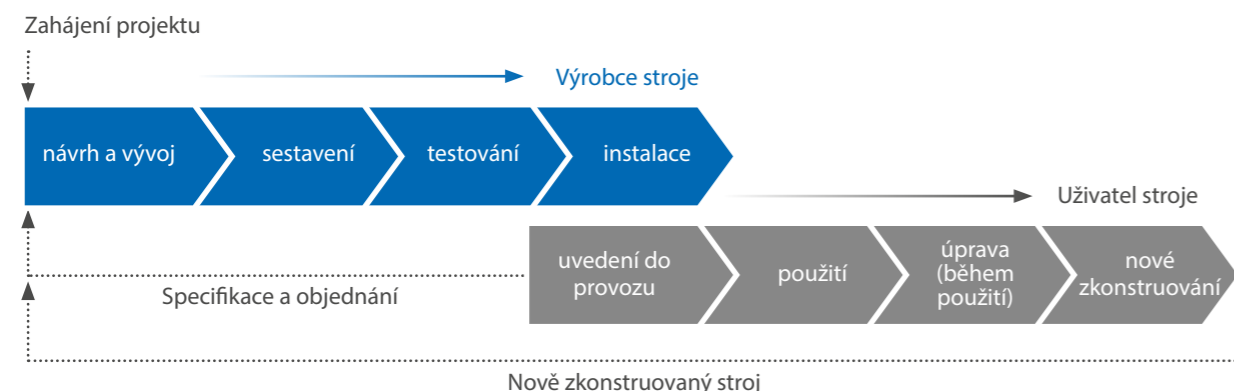 Zahájení projektu
Výrobce stroje
návrh a vývoj
sestavení
testování
instalace
Uživatel stroje
uvedení do
provozu
použití
úprava
(během
použití)
nové
zkonstruování
Specifikace a objednání
Nově zkonstruovaný stroj